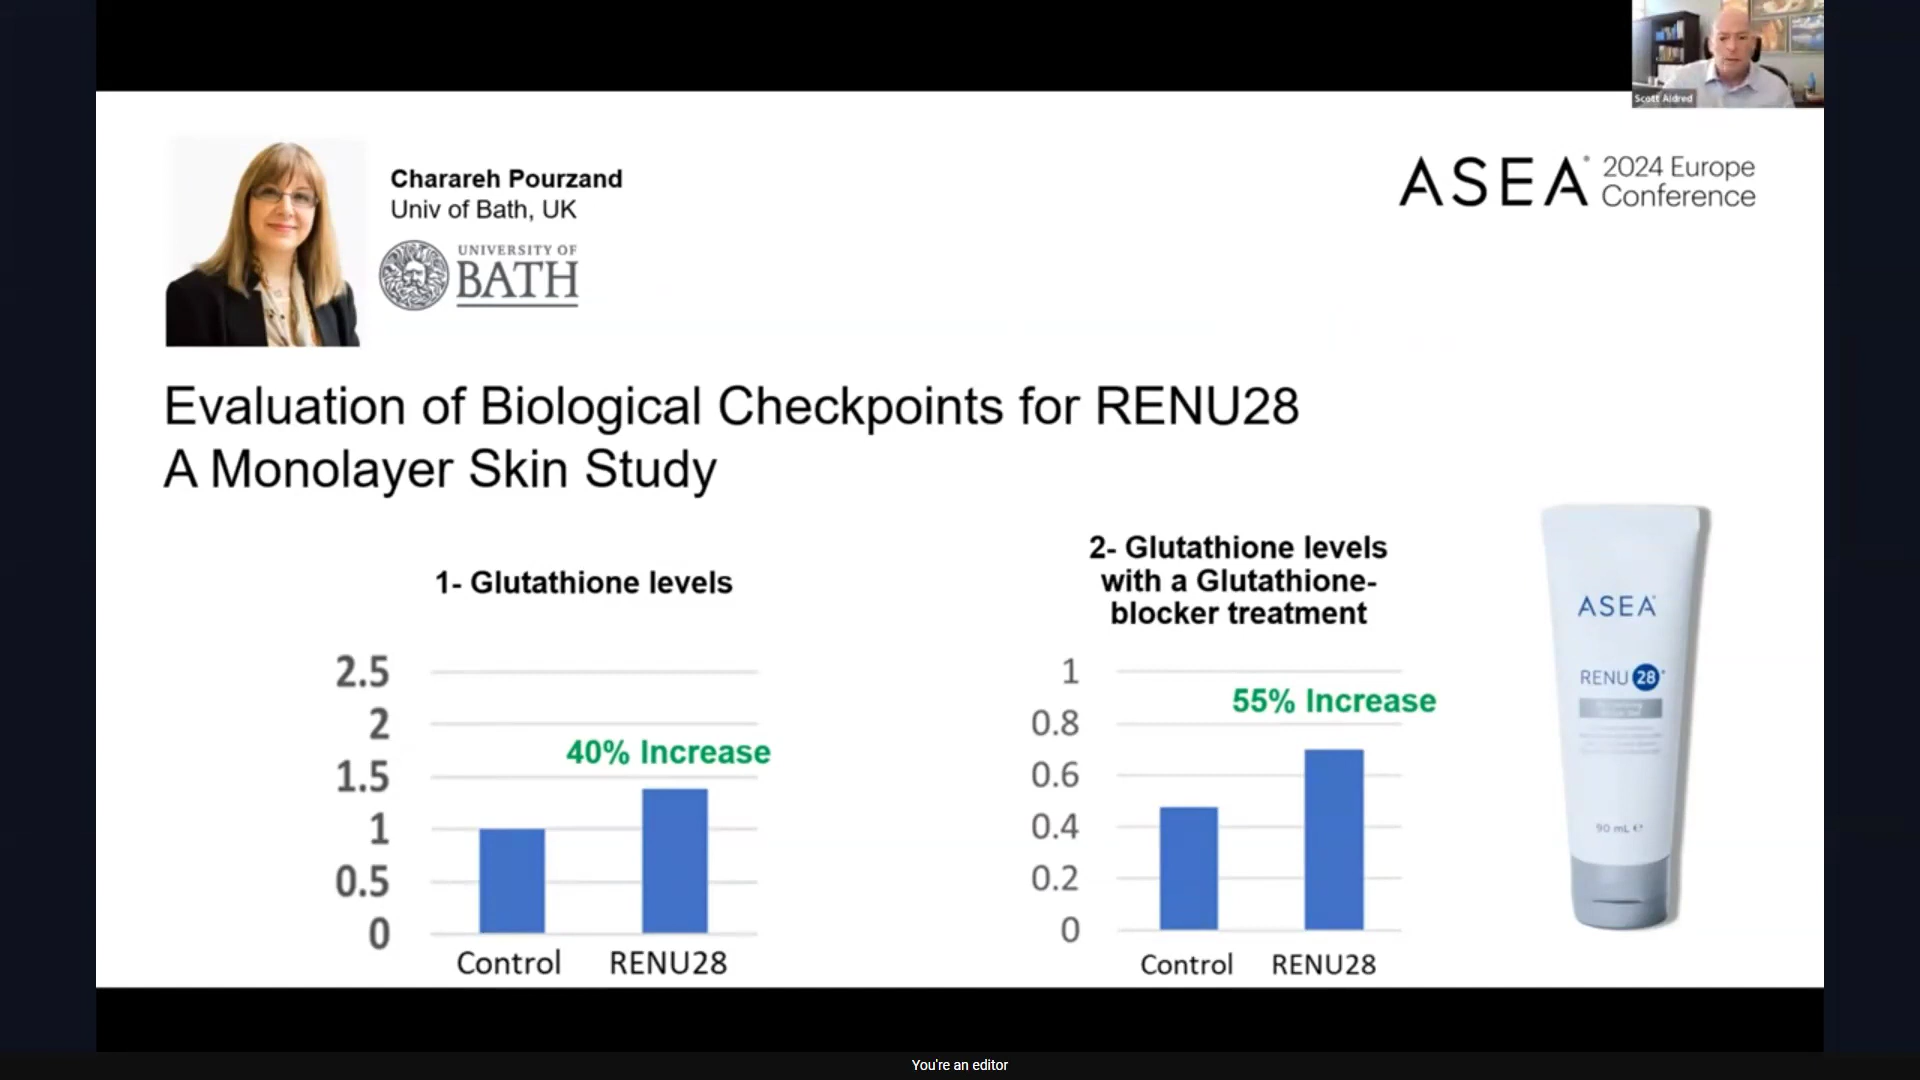 Scott Aldred
Charareh Pourzand
Univ of Bath, UK
UNIVERSITY OF
BATH
ASEA® 2024 Europe
Conference
Evaluation of Biological Checkpoints for RENU28
A Monolayer Skin Study
1- Glutathione levels
2.5
2
1.5
1
0.5
0
40% Increase
Control
RENU28
2- Glutathione levels
with a Glutathione-
blocker treatment
1
0.8
0.6
0.4
0.2
0
55% Increase
Control
RENU28
ASEA®
RENU 28
90 mL
You're an editor